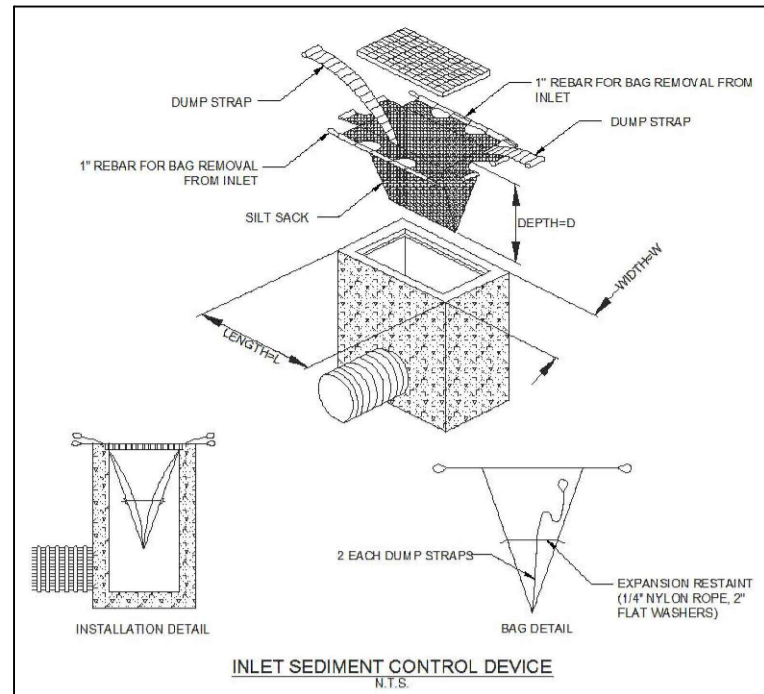 DUMP STRAP
1" REBAR FOR BAG REMOVAL FROM
INLET
DUMP STRAP
1" REBAR FOR BAG REMOVAL
FROM INLET
SILT SACK
DEPTH=D
WIDTH=W
LENGTH=L
2 EACH DUMP STRAPS
EXPANSION RESTAINT
(1/4" NYLON ROPE, 2"
FLAT WASHERS)
INSTALLATION DETAIL
BAG DETAIL
INLET SEDIMENT CONTROL DEVICE
N.T.S.